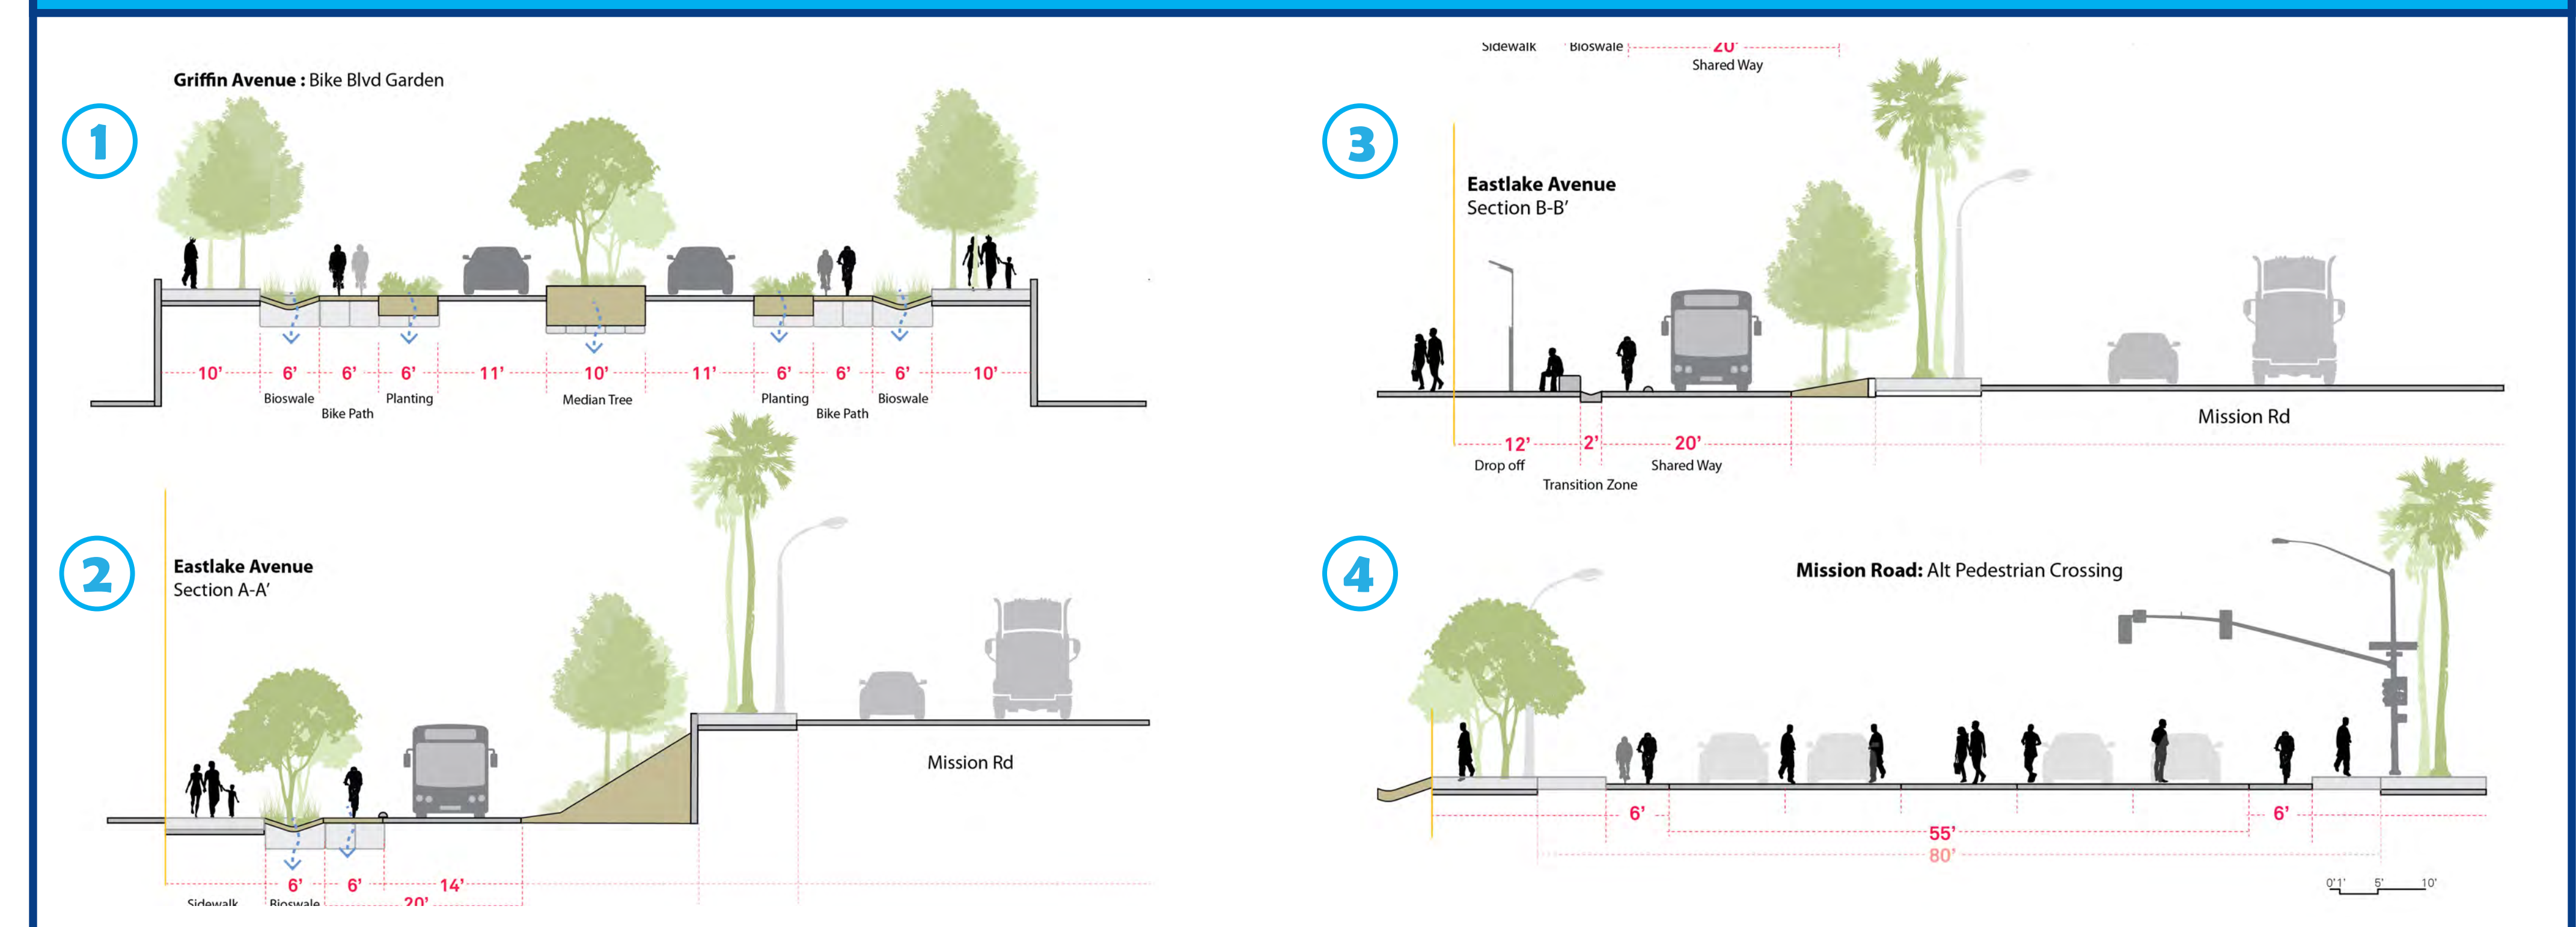 1
Griffin Avenue : Bike Blvd Garden
10' 6' 6' 6' 11' 10' 11' 6' 6' 6' 10'
Bioswale Planting Median Tree Planting Bioswale
Bike Path Bike Path
2
Eastlake Avenue
Section A-A'
Mission Rd
6' 6' 14'
Sidewalk Bioswale 20'
Sidewalk Bioswale 20'
Shared Way
3
Eastlake Avenue
Section B-B'
Mission Rd
12' 2' 20'
Drop off Shared Way
Transition Zone
4
Mission Road: Alt Pedestrian Crossing
6' 6'
55'
80'
0' 1' 5' 10'